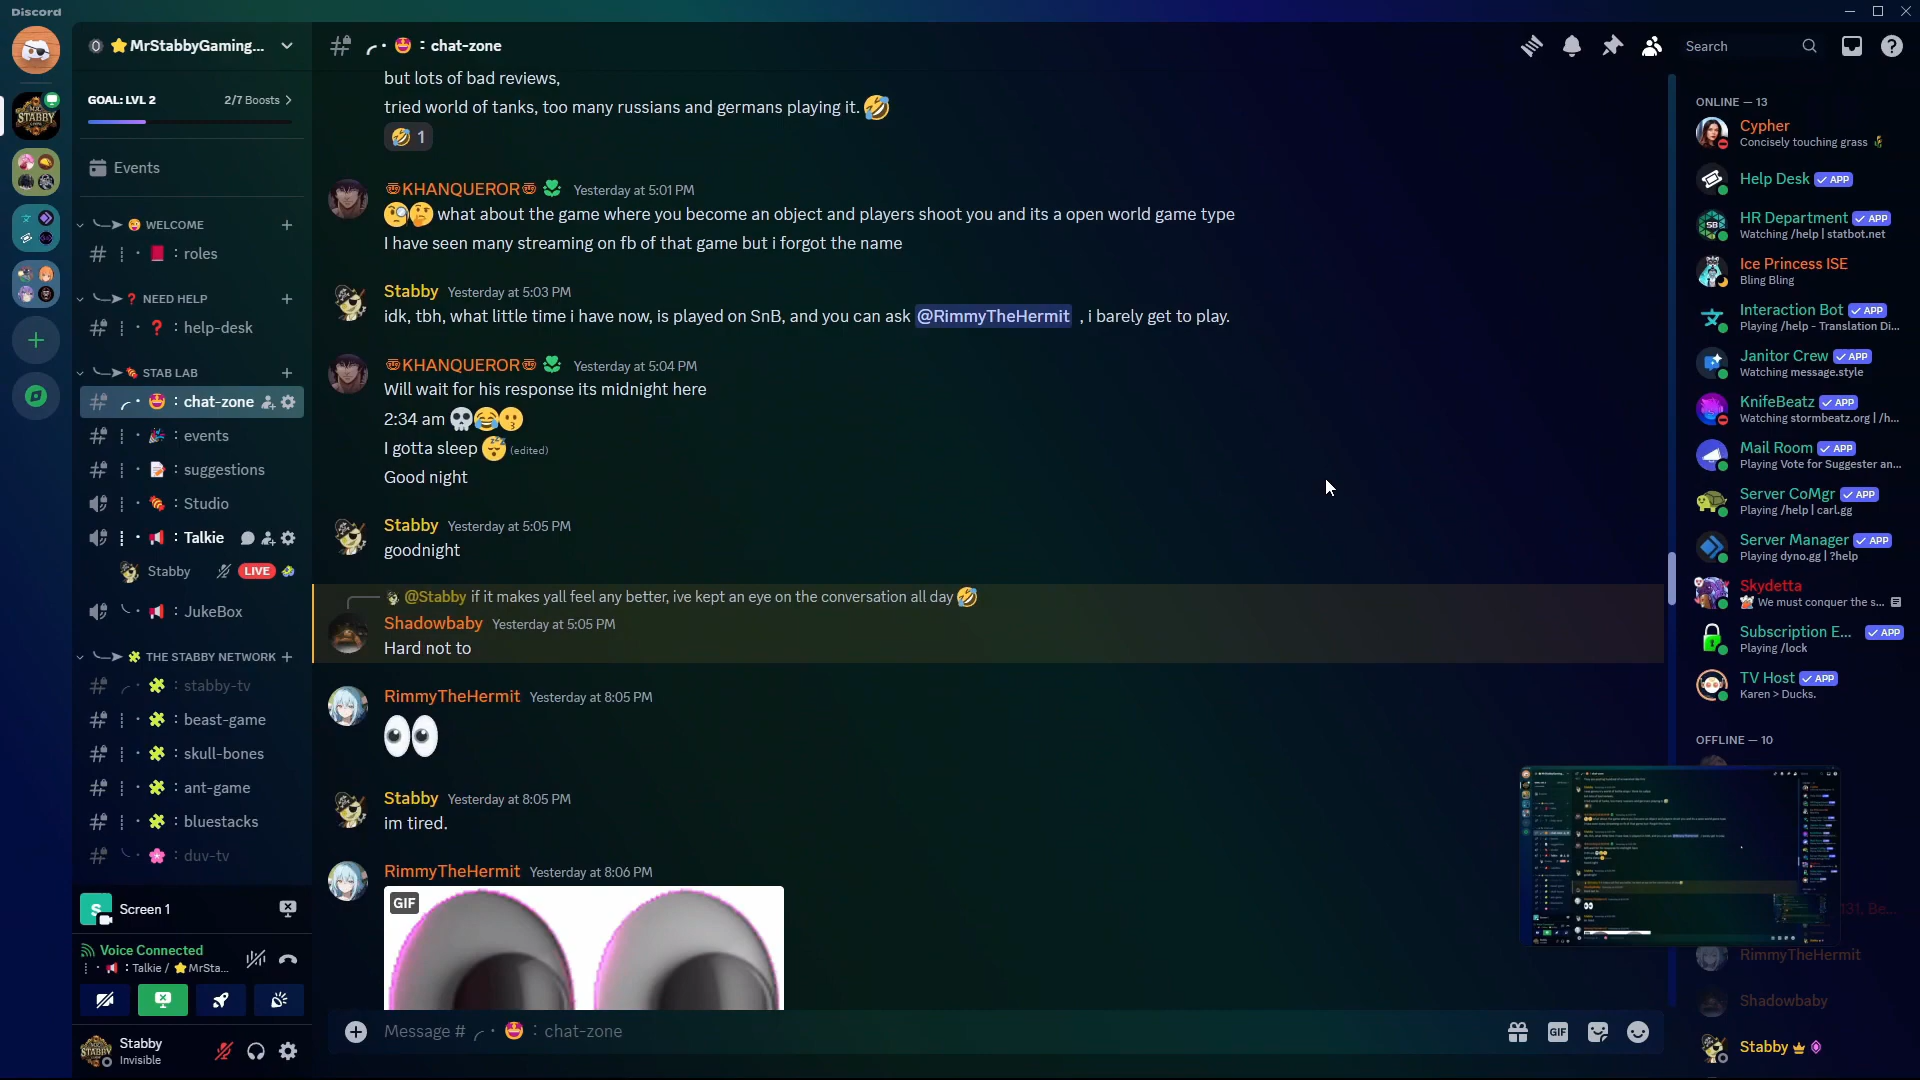 Discord
MrStabbyGaming...
GOAL: LVL 2
2/7 Boosts
Events
WELCOME
roles
NEED HELP
help-desk
STAB LAB
chat-zone
events
suggestions
Studio
Talkie
Stabby
LIVE
JukeBox
THE STABBY NETWORK
stabby-tv
beast-game
skull-bones
ant-game
bluestacks
duv-tv
Screen 1
Voice Connected
: Talkie / MrSta...
Stabby
Invisible
: chat-zone
Search
but lots of bad reviews,
tried world of tanks, too many russians and germans playing it.
1
KHANQUEROR Yesterday at 5:01 PM
what about the game where you become an object and players shoot you and its a open world game type
I have seen many streaming on fb of that game but i forgot the name
Stabby Yesterday at 5:03 PM
idk, tbh, what little time i have now, is played on SnB, and you can ask @RimmyTheHermit , i barely get to play.
KHANQUEROR Yesterday at 5:04 PM
Will wait for his response its midnight here
2:34 am
I gotta sleep (edited)
Good night
Stabby Yesterday at 5:05 PM
goodnight
@Stabby if it makes yall feel any better, ive kept an eye on the conversation all day
Shadowbaby Yesterday at 5:05 PM
Hard not to
RimmyTheHermit Yesterday at 8:05 PM
Stabby Yesterday at 8:05 PM
im tired.
RimmyTheHermit Yesterday at 8:06 PM
GIF
Message # : chat-zone
GIF
ONLINE — 13
Cypher
Concisely touching grass
Help Desk APP
HR Department APP
Watching /help | statbot.net
Ice Princess ISE
Bling Bling
Interaction Bot APP
Playing /help - Translation Di...
Janitor Crew APP
Watching message.style
KnifeBeatz APP
Watching stormbeatz.org | /h...
Mail Room APP
Playing Vote for Suggester an...
Server CoMgr APP
Playing /help | carl.gg
Server Manager APP
Playing dyno.gg | ?help
Skydetta
We must conquer the s...
Subscription E... APP
Playing /lock
TV Host APP
Karen > Ducks.
OFFLINE — 10
131. Be...
RimmyTheHermit
Shadowbaby
Stabby